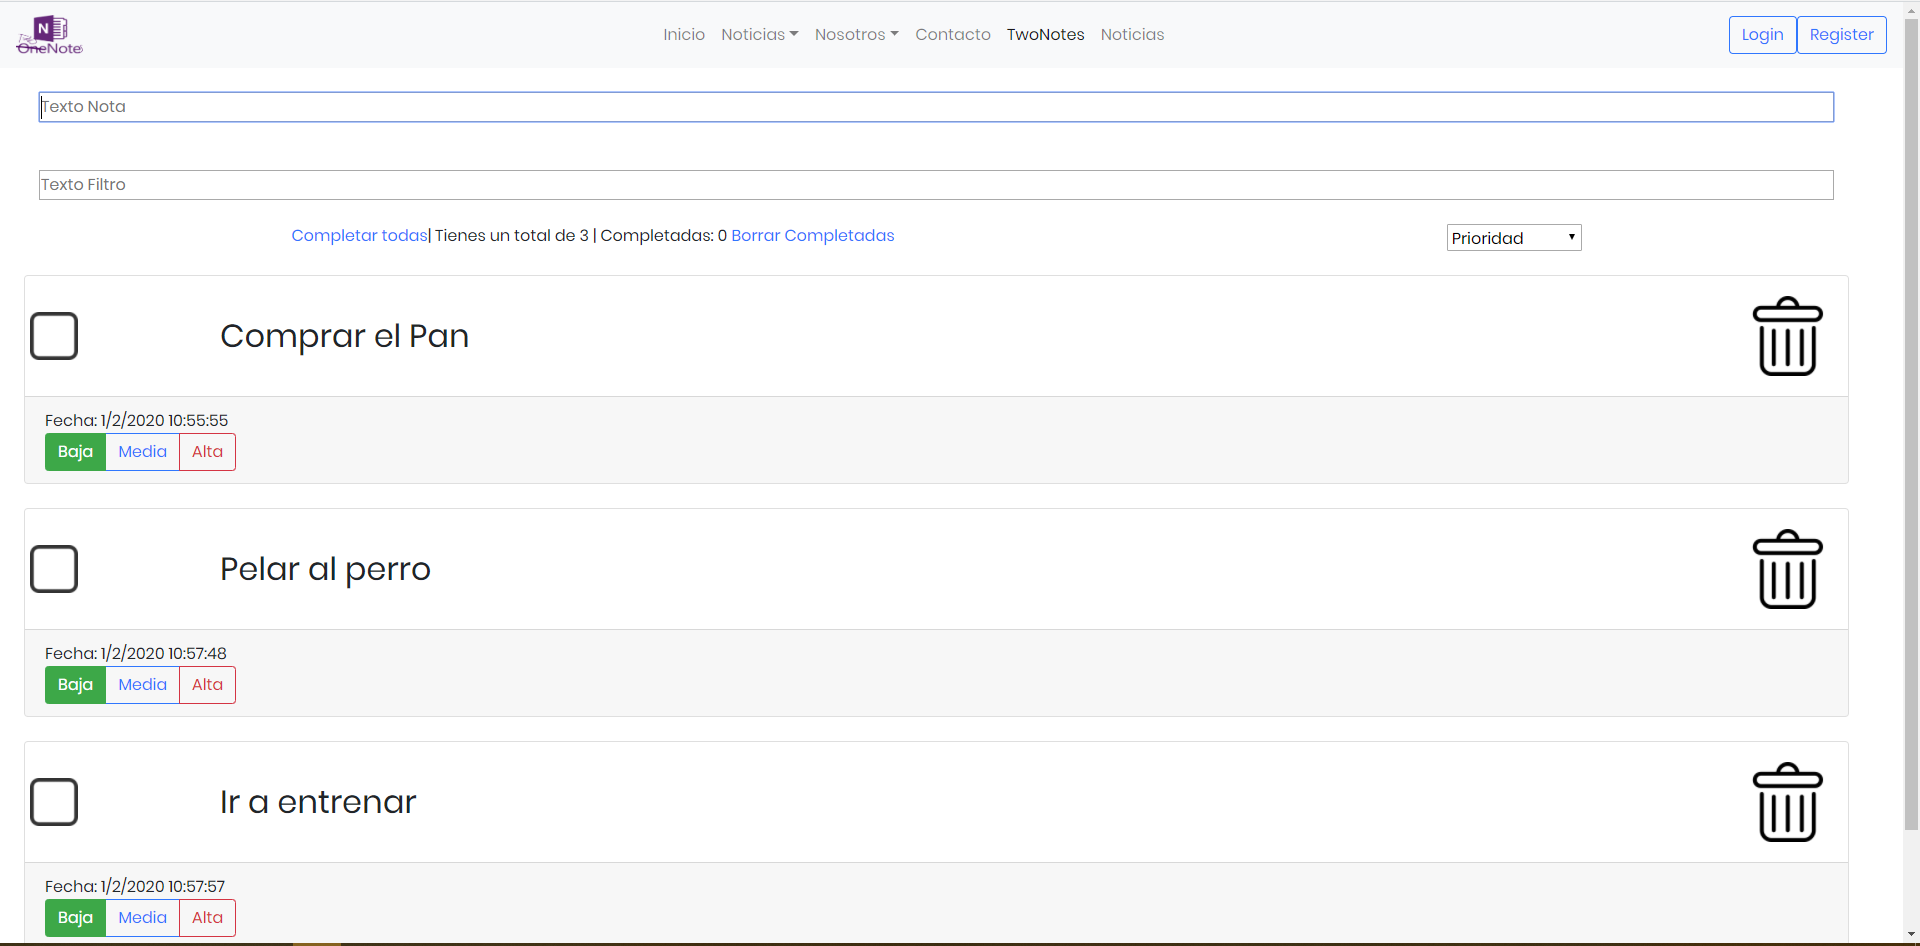 N
OneNote
Inicio Noticias Nosotros Contacto TwoNotes Noticias
Login Register
Texto Nota
Texto Filtro
Completar todas| Tienes un total de 3 | Completadas: 0 Borrar Completadas
Prioridad
Comprar el Pan
Fecha: 1/2/2020 10:55:55
Baja Media Alta
Pelar al perro
Fecha: 1/2/2020 10:57:48
Baja Media Alta
Ir a entrenar
Fecha: 1/2/2020 10:57:57
Baja Media Alta